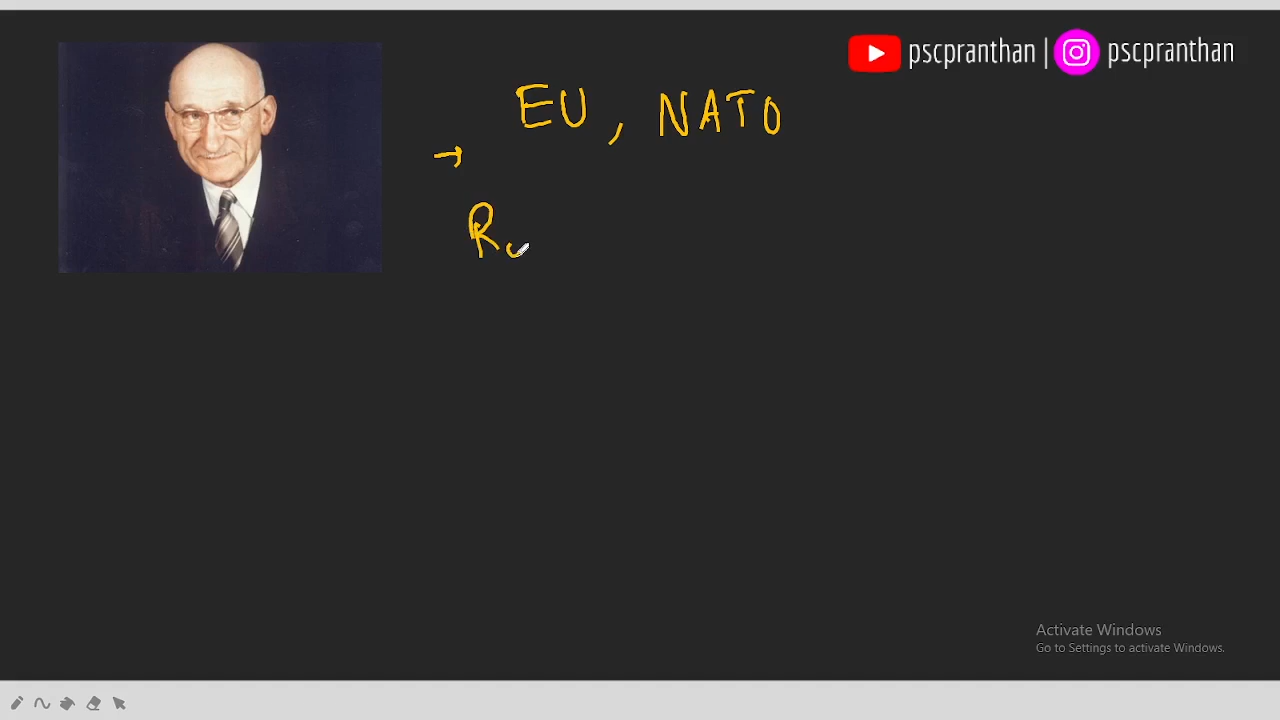 pscpranthan | pscpranthan
EU, NATO
→
R
Activate Windows
Go to Settings to activate Windows.